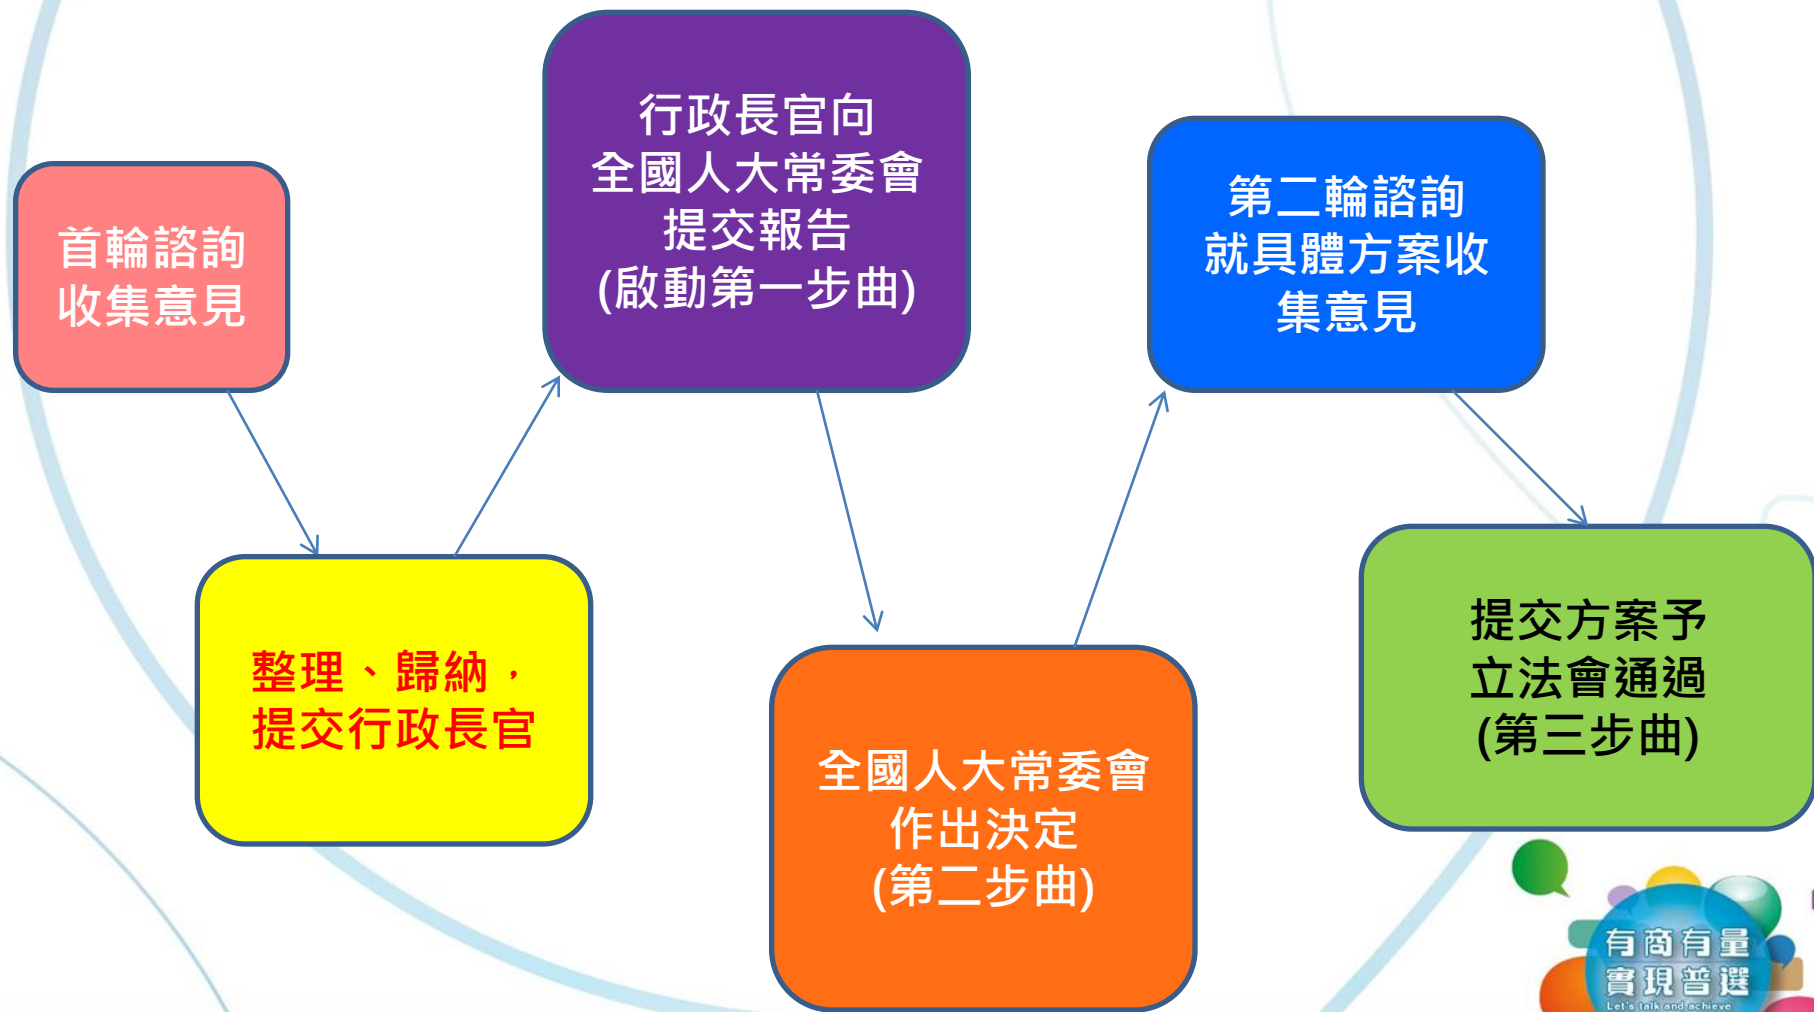 首輪諮詢
收集意見
整理、歸納，
提交行政長官
行政長官向
全國人大常委會
提交報告
(啟動第一步曲)
全國人大常委會
作出決定
(第二步曲)
第二輪諮詢
就具體方案收
集意見
提交方案予
立法會通過
(第三步曲)
有商有量
實現普選
Let's talk and achieve